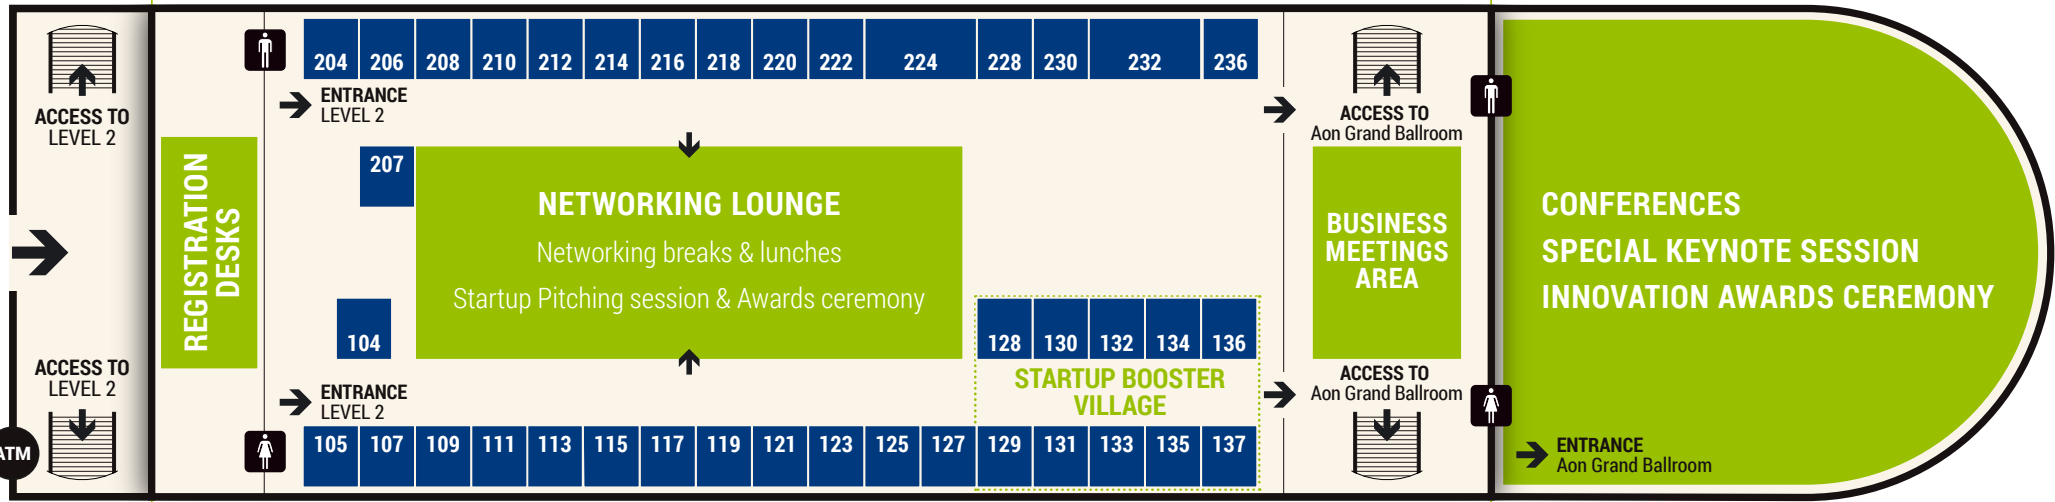 204 206 208 210 212 214 216 218 220 222 224 228 230 232 236
ACCESS TO
LEVEL 2
ENTRANCE
LEVEL 2
ACCESS TO
Aon Grand Ballroom
207
REGISTRATION
DESKS
NETWORKING LOUNGE
Networking breaks & lunches
Startup Pitching session & Awards ceremony
BUSINESS
MEETINGS
AREA
CONFERENCES
SPECIAL KEYNOTE SESSION
INNOVATION AWARDS CEREMONY
104
128 130 132 134 136
STARTUP BOOSTER
VILLAGE
ACCESS TO
LEVEL 2
ENTRANCE
LEVEL 2
ACCESS TO
Aon Grand Ballroom
105 107 109 111 113 115 117 119 121 123 125 127 129 131 133 135 137
ATM
ENTRANCE
Aon Grand Ballroom